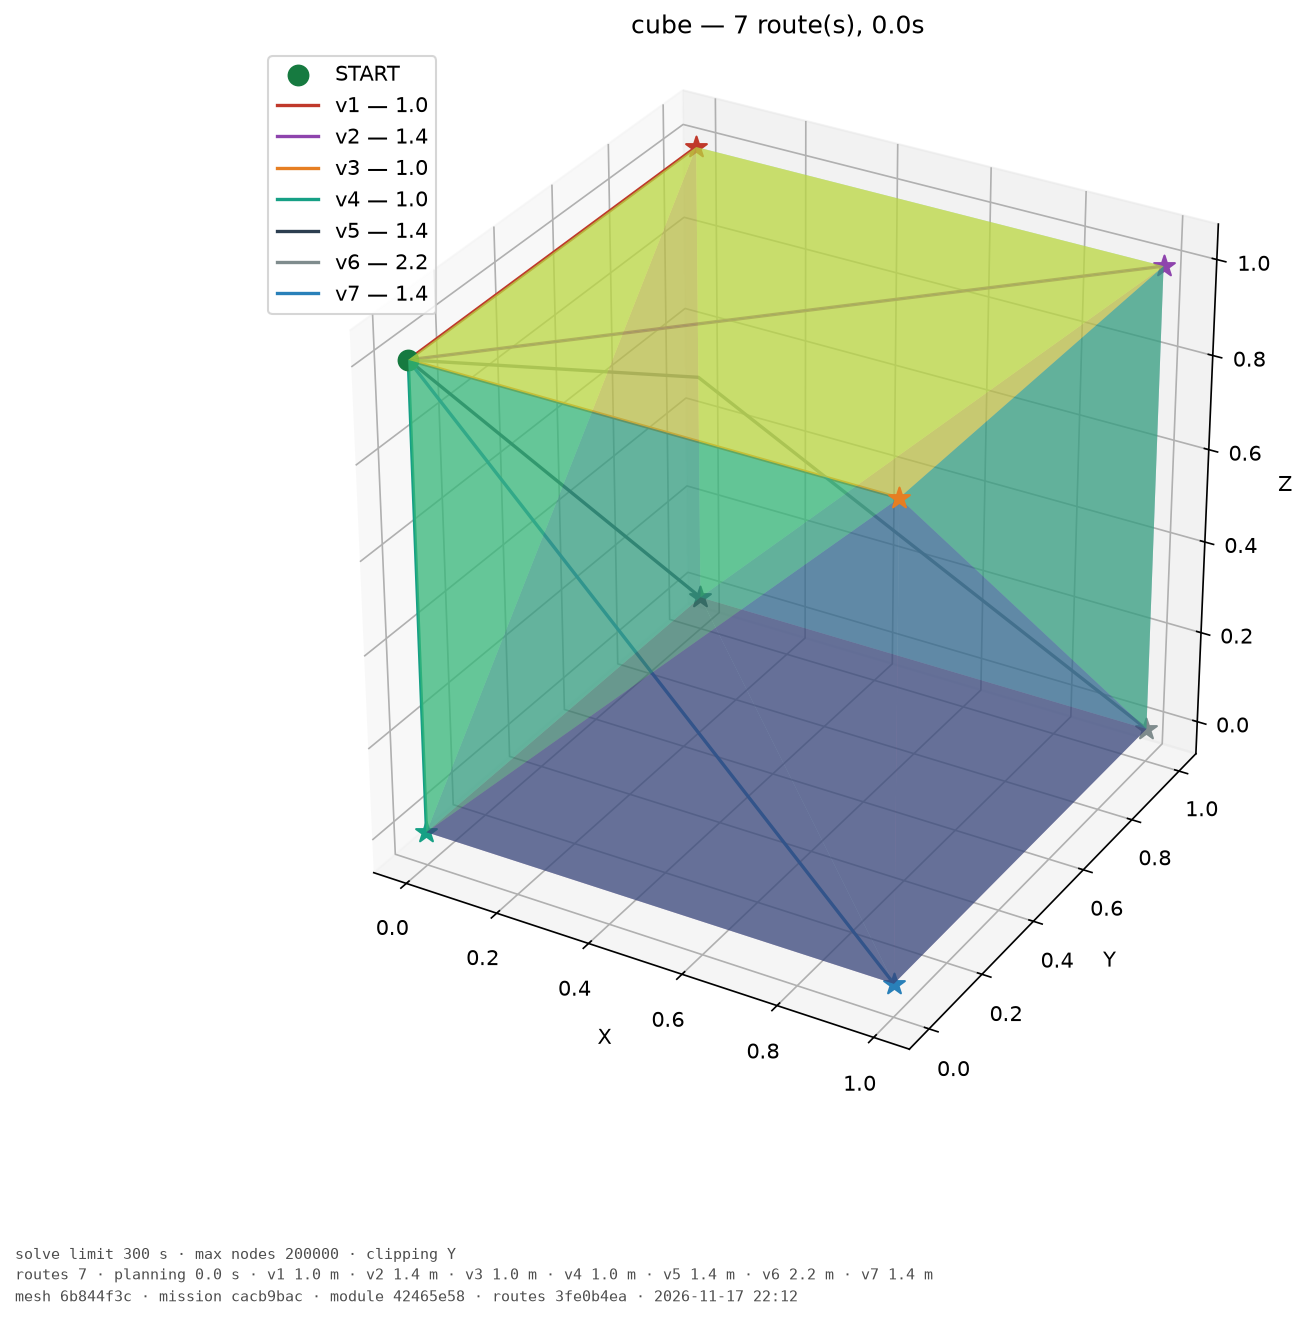 cube — 7 route(s), 0.0s
START
v1 — 1.0
v2 — 1.4
v3 — 1.0
v4 — 1.0
v5 — 1.4
v6 — 2.2
v7 — 1.4
1.0
0.8
0.6
Z
0.4
0.2
0.0
1.0
0.8
0.6
0.4
Y
0.2
0.0
0.0
0.2
0.4
X
0.6
0.8
1.0
solve limit 300 s · max nodes 200000 · clipping Y
routes 7 · planning 0.0 s · v1 1.0 m · v2 1.4 m · v3 1.0 m · v4 1.0 m · v5 1.4 m · v6 2.2 m · v7 1.4 m
mesh 6b844f3c · mission cacb9bac · module 42465e58 · routes 3fe0b4ea · 2026-11-17 22:12